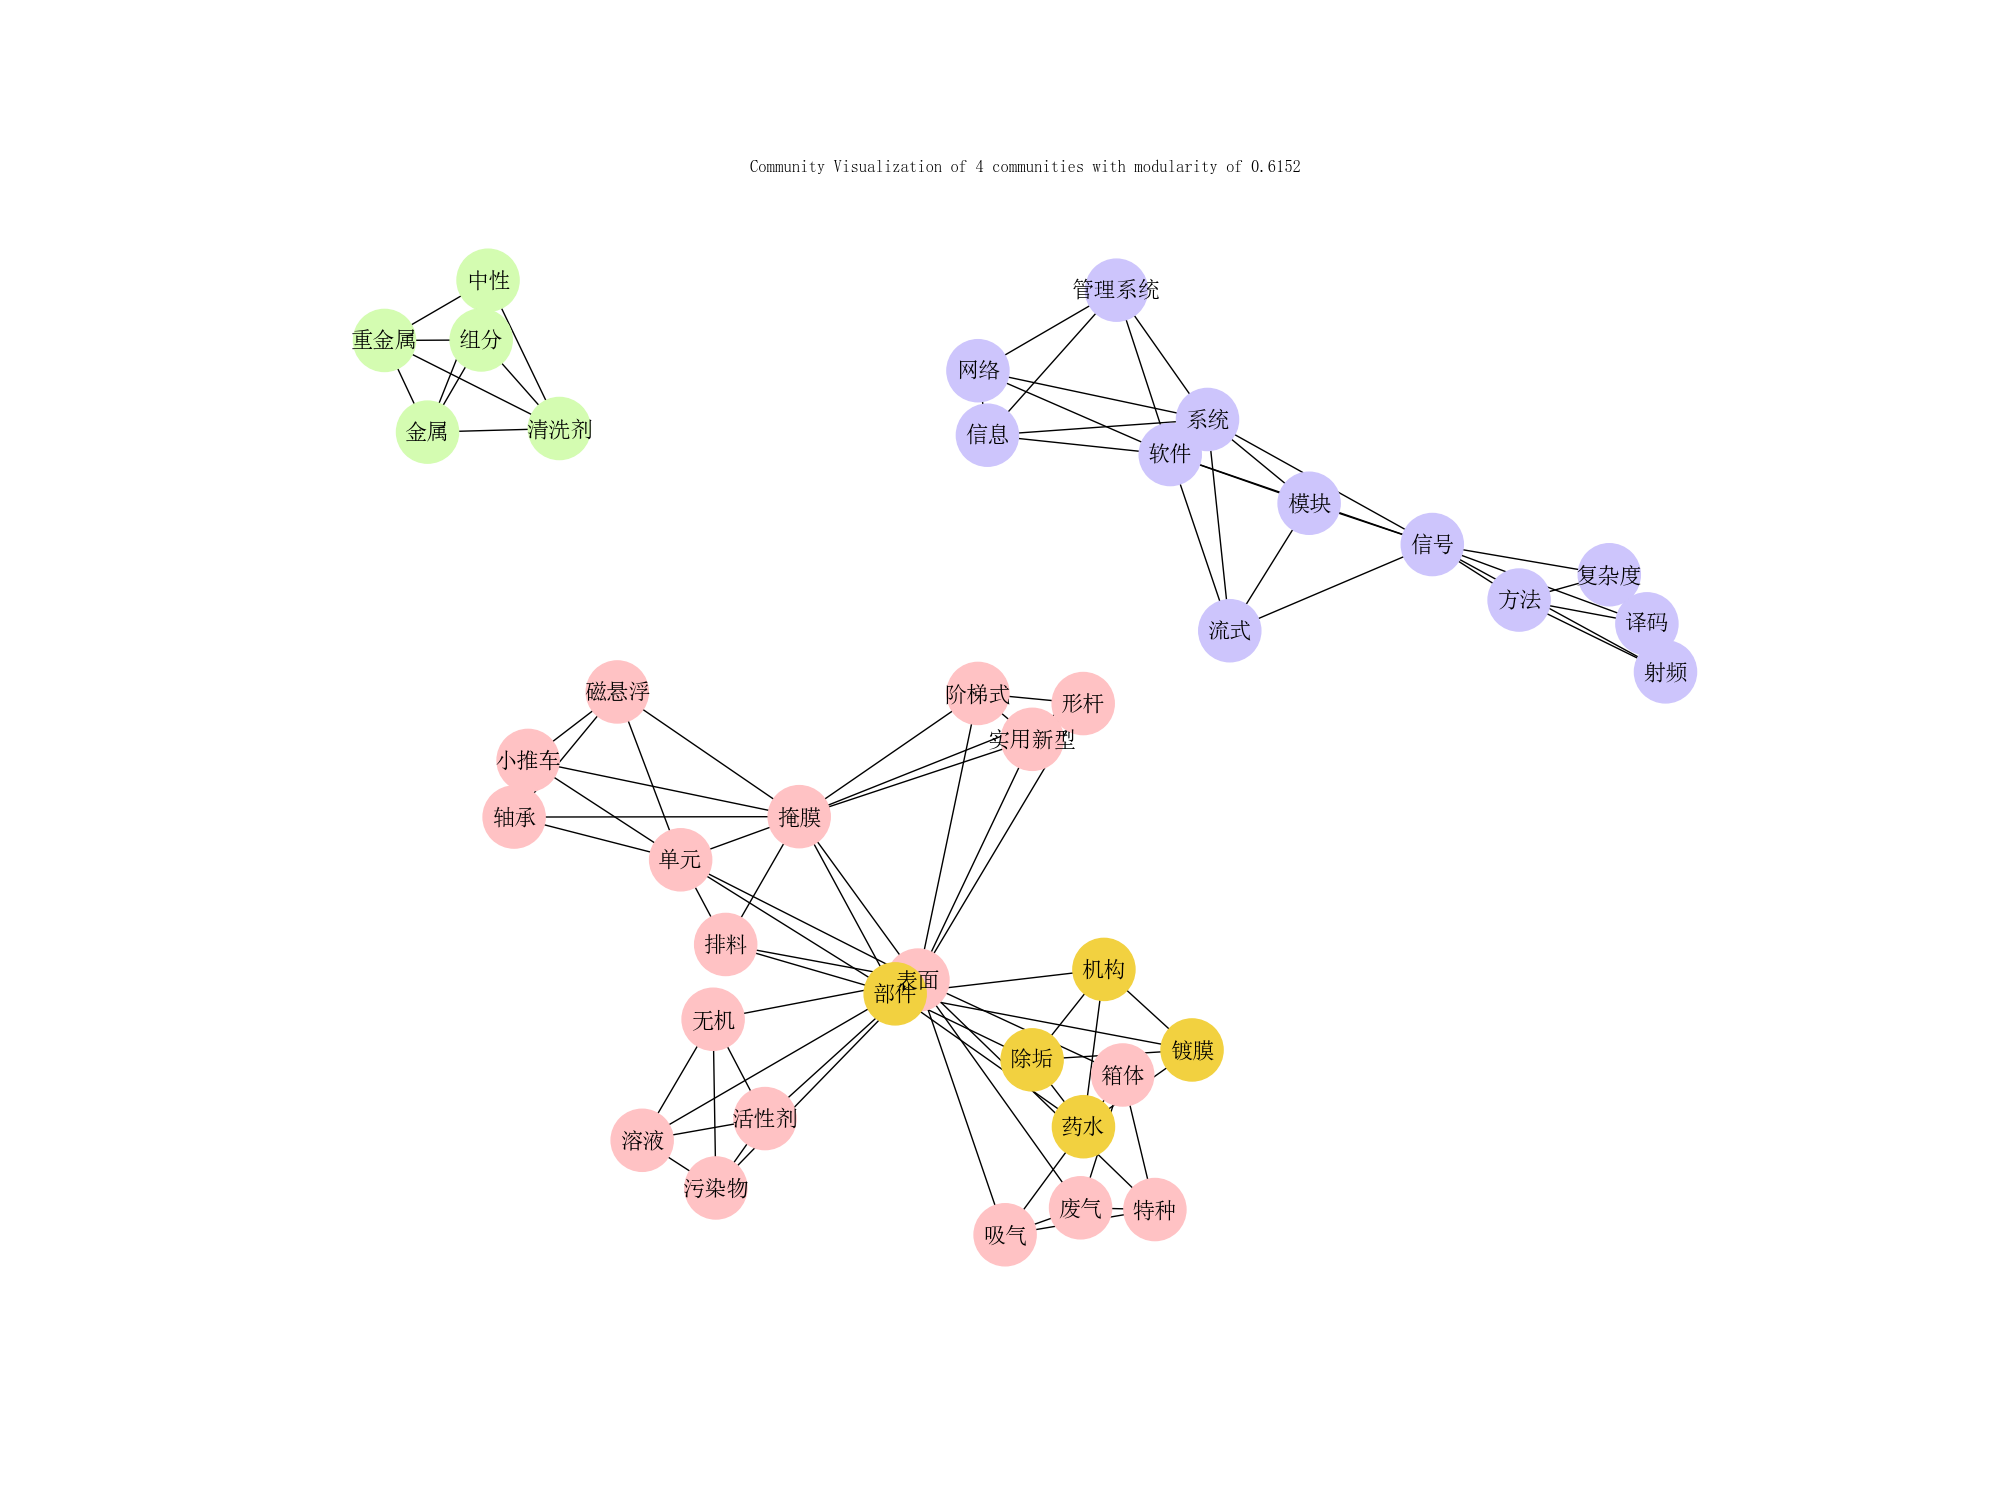 Community Visualization of 4 communities with modularity of 0.6152
中性
重金属
组分
金属
清洗剂
管理系统
网络
信息
系统
软件
模块
信号
复杂度
方法
译码
流式
射频
磁悬浮
阶梯式
形杆
实用新型
小推车
轴承
掩膜
单元
排料
表面
部件
机构
无机
除垢
镀膜
箱体
活性剂
药水
溶液
污染物
废气
特种
吸气